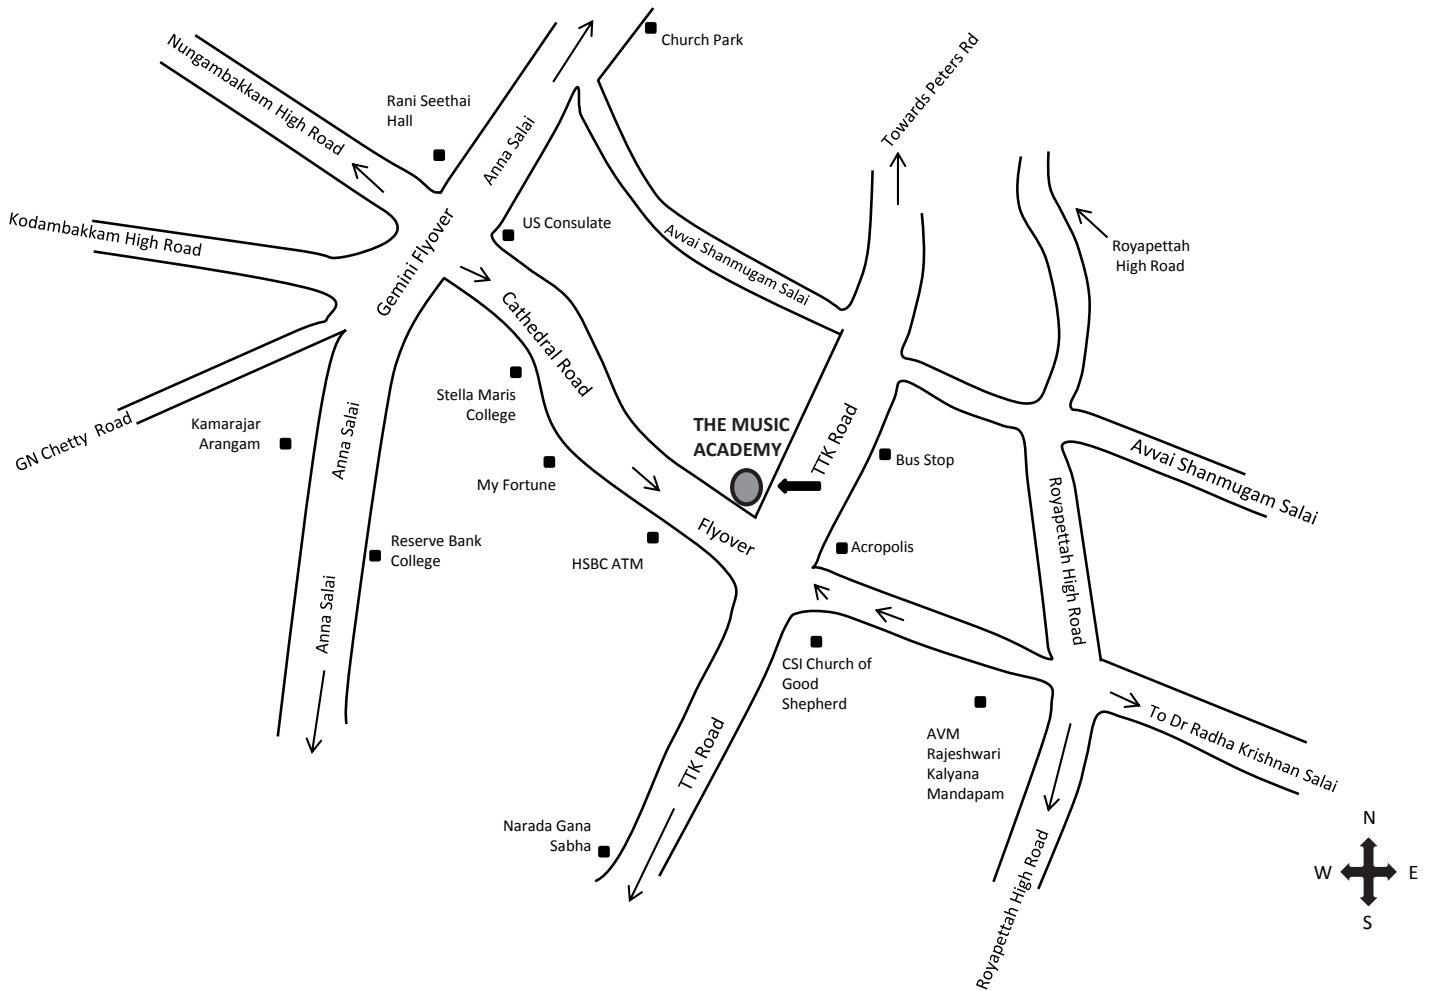 Church Park
Nungambakkam High Road
Rani Seethai
Hall
Anna Salai
Towards Peters Rd
Kodambakkam High Road
Gemini Flyover
US Consulate
Avvai Shanmugam Salai
Royapettah
High Road
Cathedral Road
Stella Maris
College
GN Chetty Road
Kamarajar
Arangam
Anna Salai
THE MUSIC
ACADEMY
TTK Road
Bus Stop
Avvai Shanmugam Salai
My Fortune
Flyover
Royapettah High Road
Reserve Bank
College
HSBC ATM
Acropolis
Anna Salai
CSI Church of
Good
Shepherd
TTK Road
AVM
Rajeshwari
Kalyana
Mandapam
To Dr Radha Krishnan Salai
Narada Gana
Sabha
Royapettah High Road
N
W
E
S